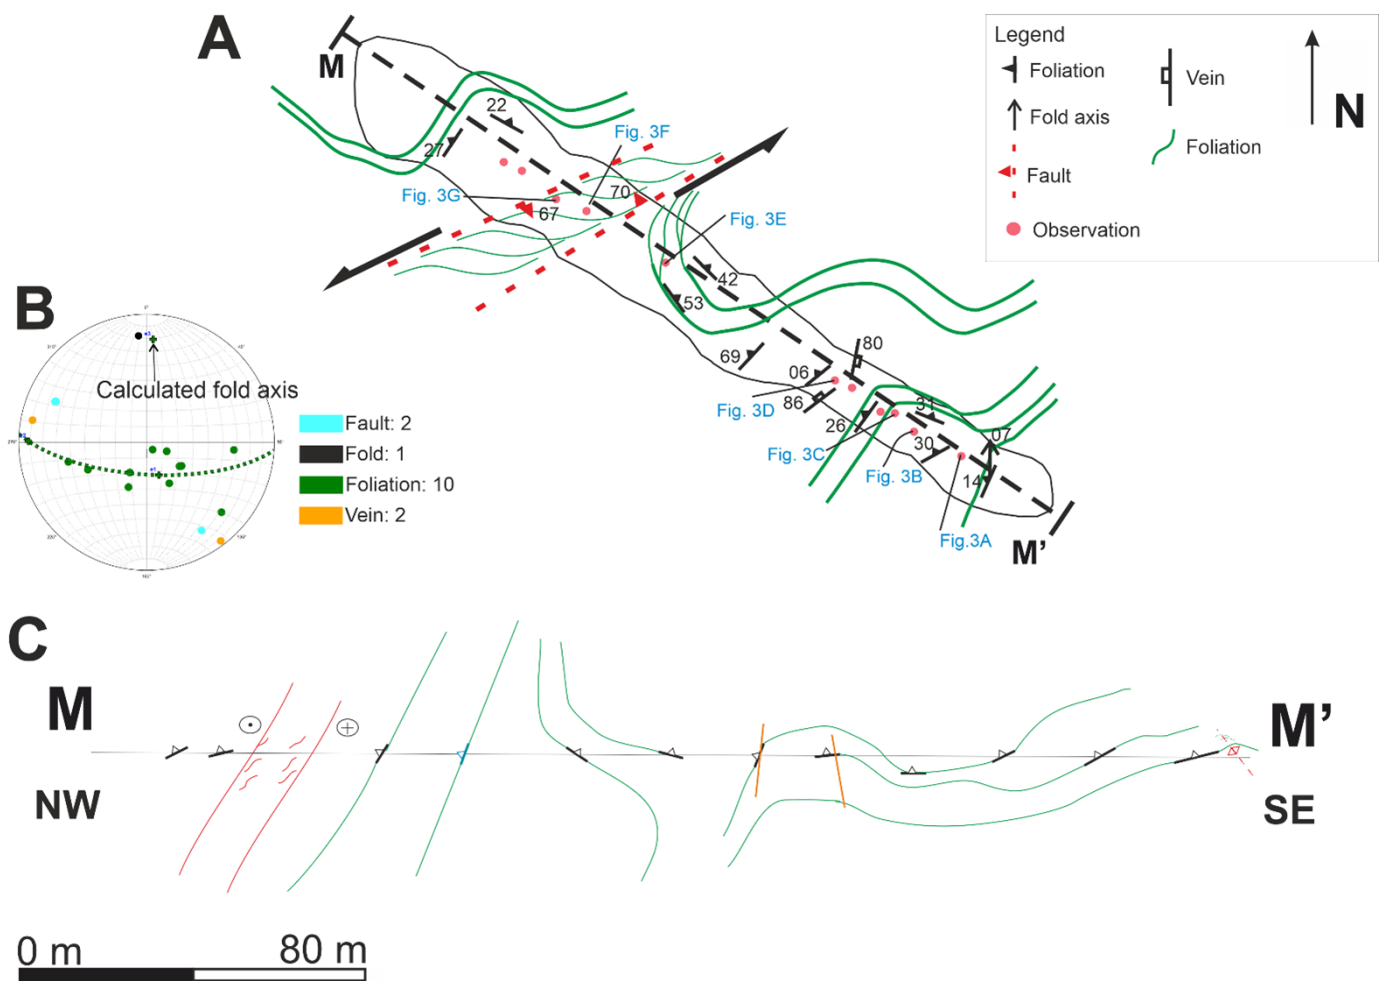 A
M
22
27
Fig. 3F
Fig. 3G
70
67
Fig. 3E
42
53
69
80
06
86
Fig. 3D
26
31
30
07
14
Fig. 3C
Fig. 3B
Fig.3A
M'
Legend
Foliation
Fold axis
Fault
Observation
Vein
Foliation
N
B
Calculated fold axis
Fault: 2
Fold: 1
Foliation: 10
Vein: 2
C
M
M'
NW
SE
0 m
80 m